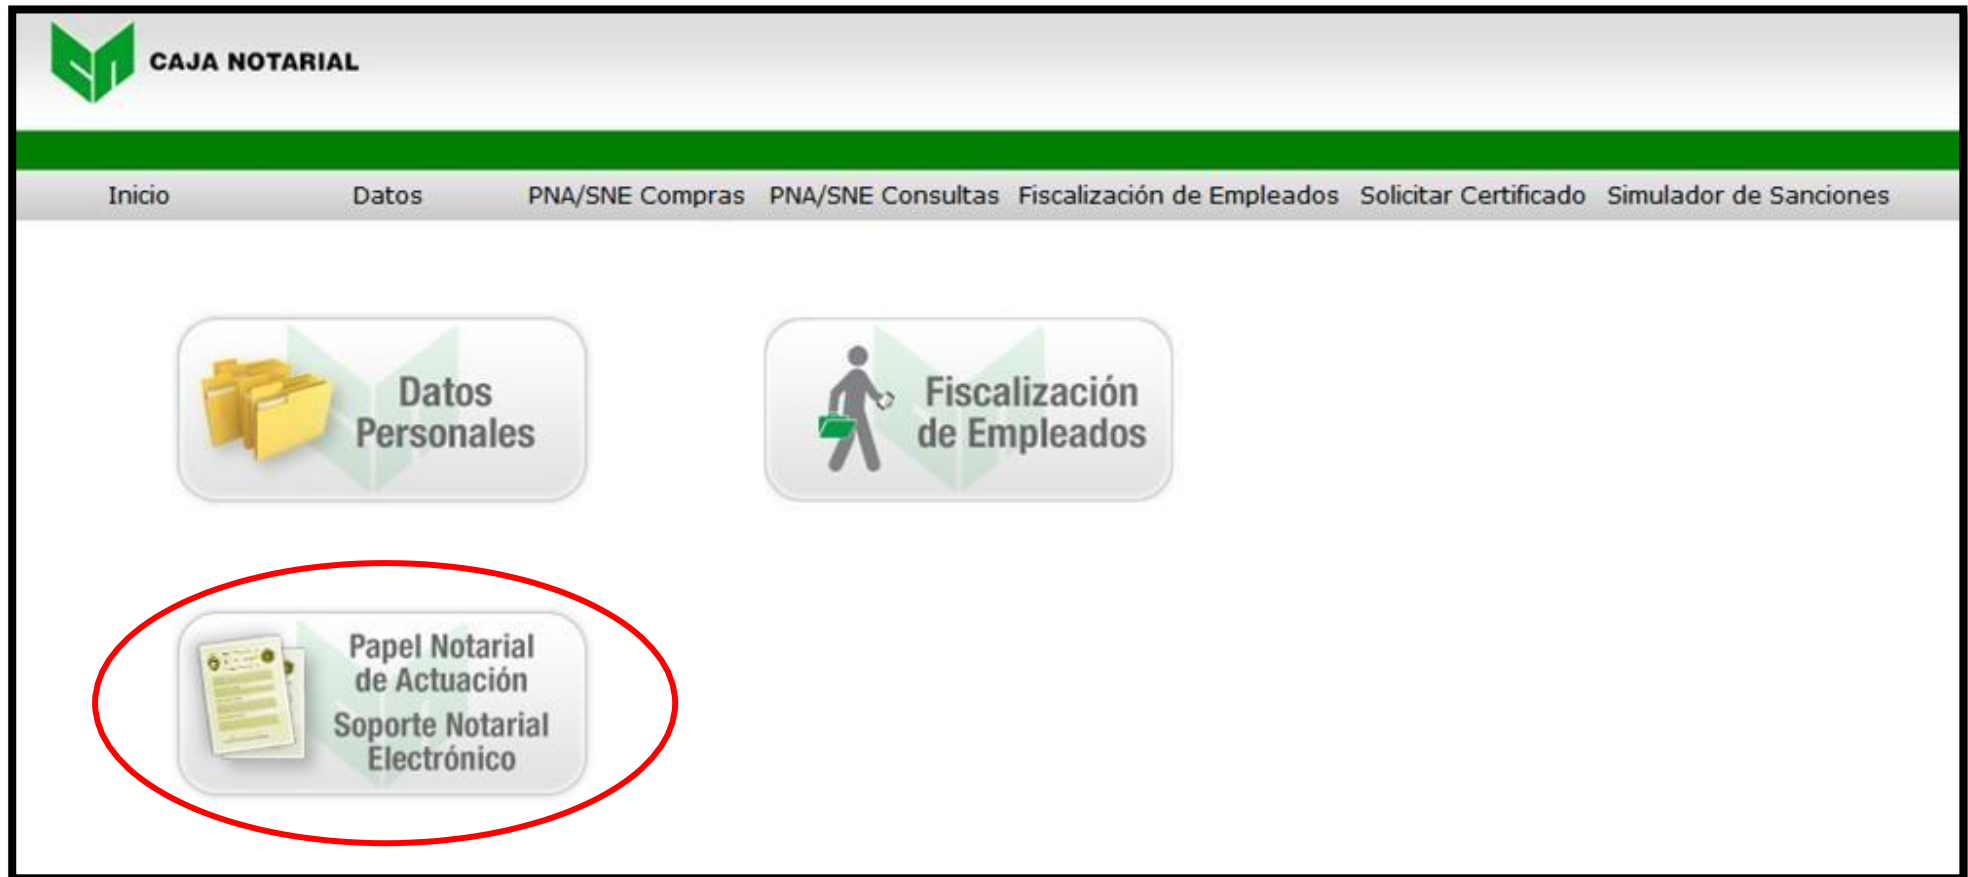 CAJA NOTARIAL
Inicio Datos PNA/SNE Compras PNA/SNE Consultas Fiscalización de Empleados Solicitar Certificado Simulador de Sanciones
Datos
Personales
Fiscalización
de Empleados
Papel Notarial
de Actuación
Soporte Notarial
Electrónico